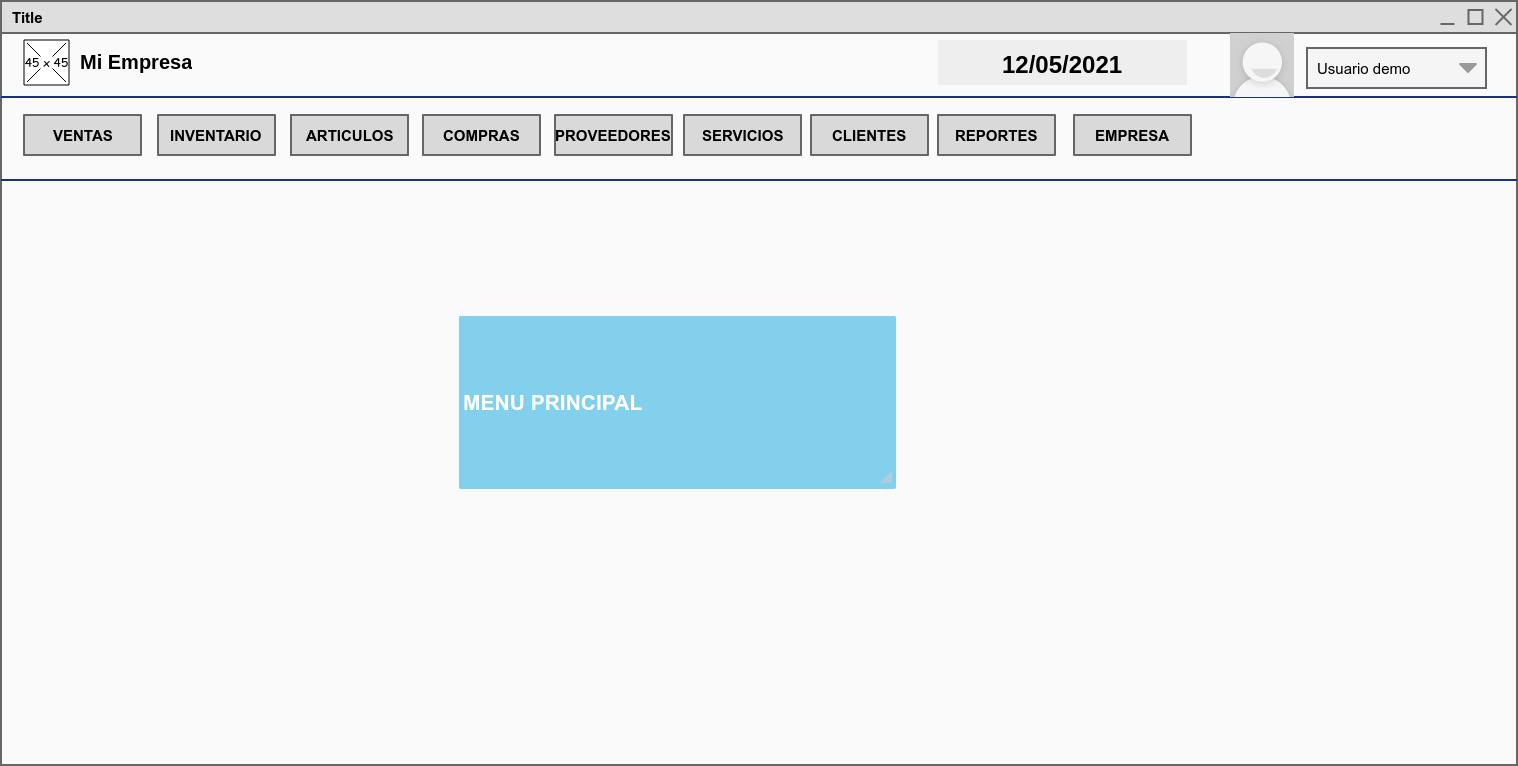 Title
45 × 45
Mi Empresa
12/05/2021
Usuario demo
VENTAS
INVENTARIO
ARTICULOS
COMPRAS
PROVEEDORES
SERVICIOS
CLIENTES
REPORTES
EMPRESA
MENU PRINCIPAL